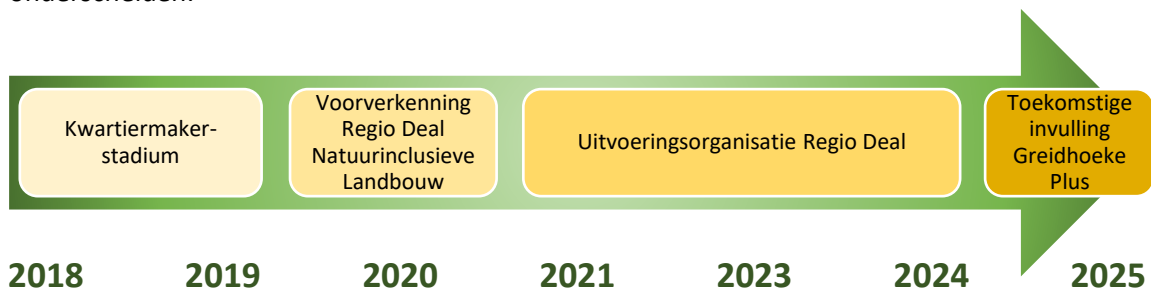 onderscheiden:
Kwartiermaker-
stadium
Voorverkenning
Regio Deal
Natuurinclusieve
Landbouw
Uitvoeringsorganisatie Regio Deal
Toekomstige
invulling
Greidhoeke
Plus
2018 2019 2020 2021 2023 2024 2025